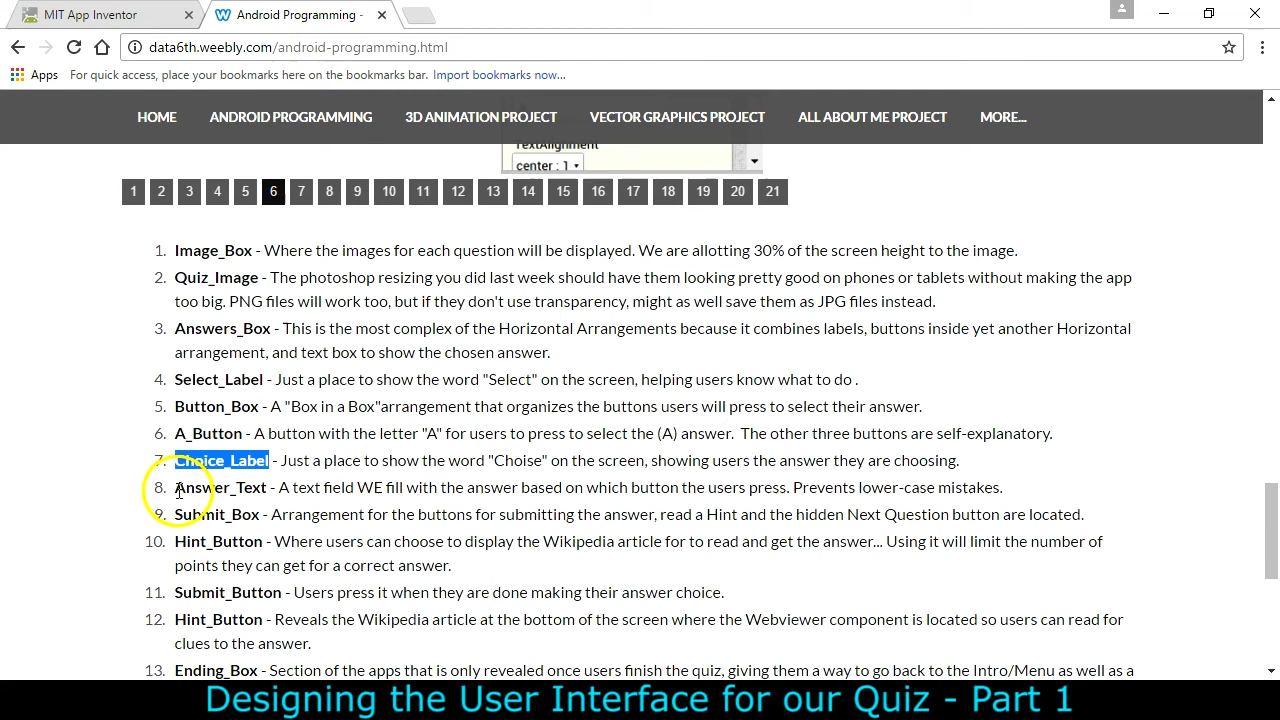 MIT App Inventor
Android Programming -
data6th.weebly.com/android-programming.html
Apps For quick access, place your bookmarks here on the bookmarks bar. Import bookmarks now...
HOME ANDROID PROGRAMMING 3D ANIMATION PROJECT VECTOR GRAPHICS PROJECT ALL ABOUT ME PROJECT MORE...
TextAlignment
center : 1
1 2 3 4 5 6 7 8 9 10 11 12 13 14 15 16 17 18 19 20 21
1. Image_Box - Where the images for each question will be displayed. We are allotting 30% of the screen height to the image.
2. Quiz_Image - The photoshop resizing you did last week should have them looking pretty good on phones or tablets without making the app
too big. PNG files will work too, but if they don't use transparency, might as well save them as JPG files instead.
3. Answers_Box - This is the most complex of the Horizontal Arrangements because it combines labels, buttons inside yet another Horizontal
arrangement, and text box to show the chosen answer.
4. Select_Label - Just a place to show the word "Select" on the screen, helping users know what to do .
5. Button_Box - A "Box in a Box"arrangement that organizes the buttons users will press to select their answer.
6. A_Button - A button with the letter "A" for users to press to select the (A) answer. The other three buttons are self-explanatory.
7. Choice_Label - Just a place to show the word "Choise" on the screen, showing users the answer they are choosing.
8. Answer_Text - A text field WE fill with the answer based on which button the users press. Prevents lower-case mistakes.
9. Submit_Box - Arrangement for the buttons for submitting the answer, read a Hint and the hidden Next Question button are located.
10. Hint_Button - Where users can choose to display the Wikipedia article for to read and get the answer... Using it will limit the number of
points they can get for a correct answer.
11. Submit_Button - Users press it when they are done making their answer choice.
12. Hint_Button - Reveals the Wikipedia article at the bottom of the screen where the Webviewer component is located so users can read for
clues to the answer.
13. Ending_Box - Section of the apps that is only revealed once users finish the quiz, giving them a way to go back to the Intro/Menu as well as a
Designing the User Interface for our Quiz - Part 1